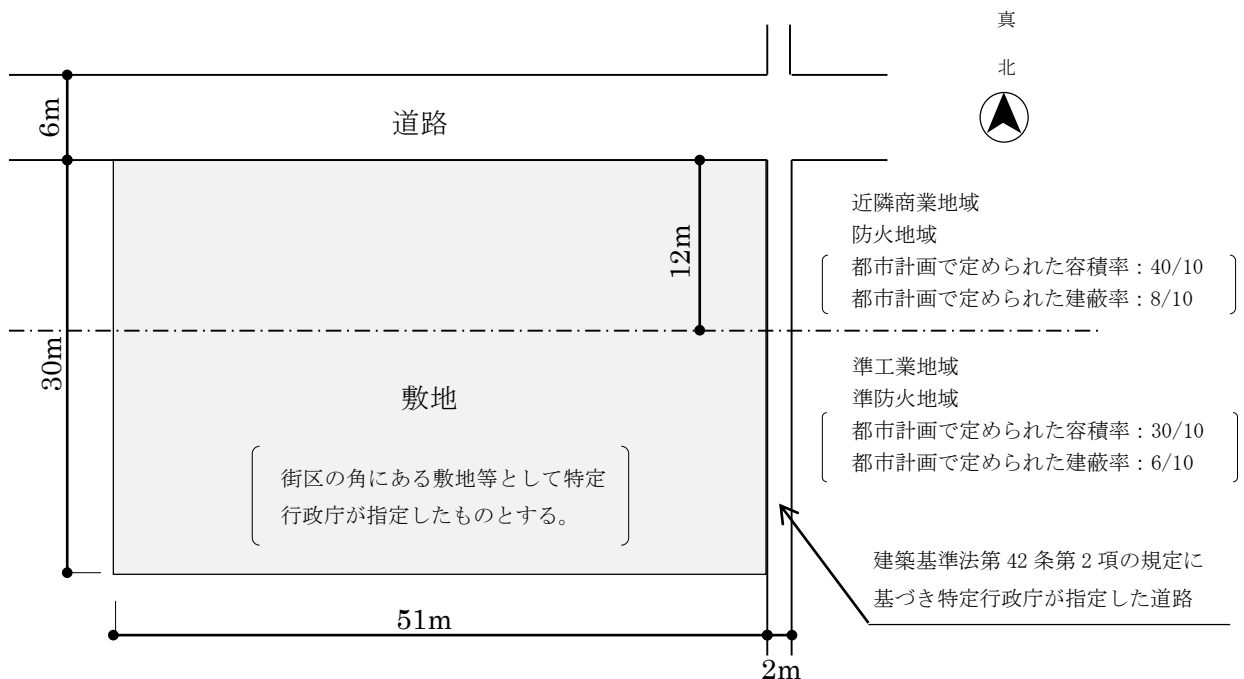 真
北
6m
道路
12m
近隣商業地域
防火地域
都市計画で定められた容積率：40/10
都市計画で定められた建蔽率：8/10
30m
準工業地域
準防火地域
都市計画で定められた容積率：30/10
都市計画で定められた建蔽率：6/10
敷地
街区の角にある敷地等として特定
行政庁が指定したものとする。
建築基準法第 42 条第 2 項の規定に
基づき特定行政庁が指定した道路
51m
2m